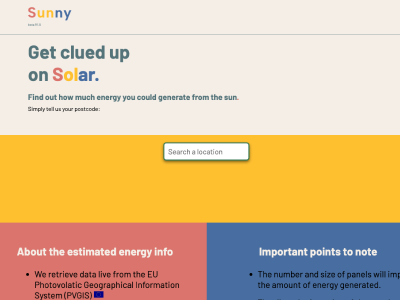 Sunny
Get clued up
on Solar.
Find out how much energy you could generate from the sun.
Simply tell us your postcode:
Search a location
About the estimated energy info
We retrieve data live from the EU
Photovolatic Geographical Information
System (PVGIS)
Important points to note
The number and size of panels will imp
the amount of energy generated.